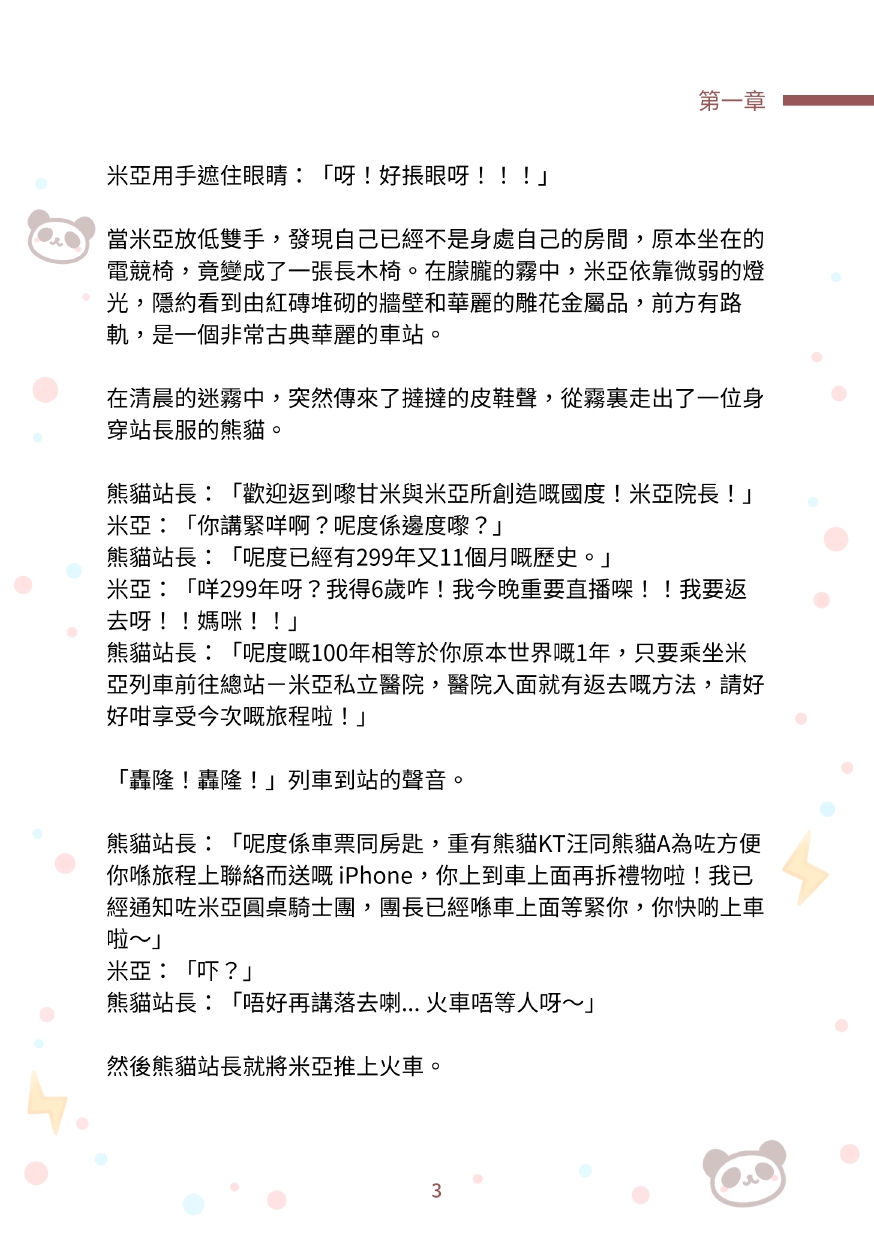 第一章
米亞用手遮住眼睛：「呀！好掁眼呀！！！」
當米亞放低雙手，發現自己已經不是身處自己的房間，原本坐在的
電競椅，竟變成了一張長木椅。在朦朧的霧中，米亞依靠微弱的燈
光，隱約看到由紅磚堆砌的牆壁和華麗的雕花金屬品，前方有路
軌，是一個非常古典華麗的車站。
在清晨的迷霧中，突然傳來了撻撻的皮鞋聲，從霧裏走出了一位身
穿站長服的熊貓。
熊貓站長：「歡迎返到嚟甘米與米亞所創造嘅國度！米亞院長！」
米亞：「你講緊咩啊？呢度係邊度嚟？」
熊貓站長：「呢度已經有299年又11個月嘅歷史。」
米亞：「咩299年呀？我得6歲咋！我今晚重要直播㗎！！我要返
去呀！！媽咪！！」
熊貓站長：「呢度嘅100年相等於你原本世界嘅1年，只要乘坐米
亞列車前往總站－米亞私立醫院，醫院入面就有返去嘅方法，請好
好咁享受今次嘅旅程啦！」
「轟隆！轟隆！」列車到站的聲音。
熊貓站長：「呢度係車票同房匙，重有熊貓KT汪同熊貓A為咗方便
你喺旅程上聯絡而送嘅 iPhone，你上到車上面再拆禮物啦！我已
經通知咗米亞圓桌騎士團，團長已經喺車上面等緊你，你快啲上車
啦～」
米亞：「吓？」
熊貓站長：「唔好再講落去喇... 火車唔等人呀～」
然後熊貓站長就將米亞推上火車。
3